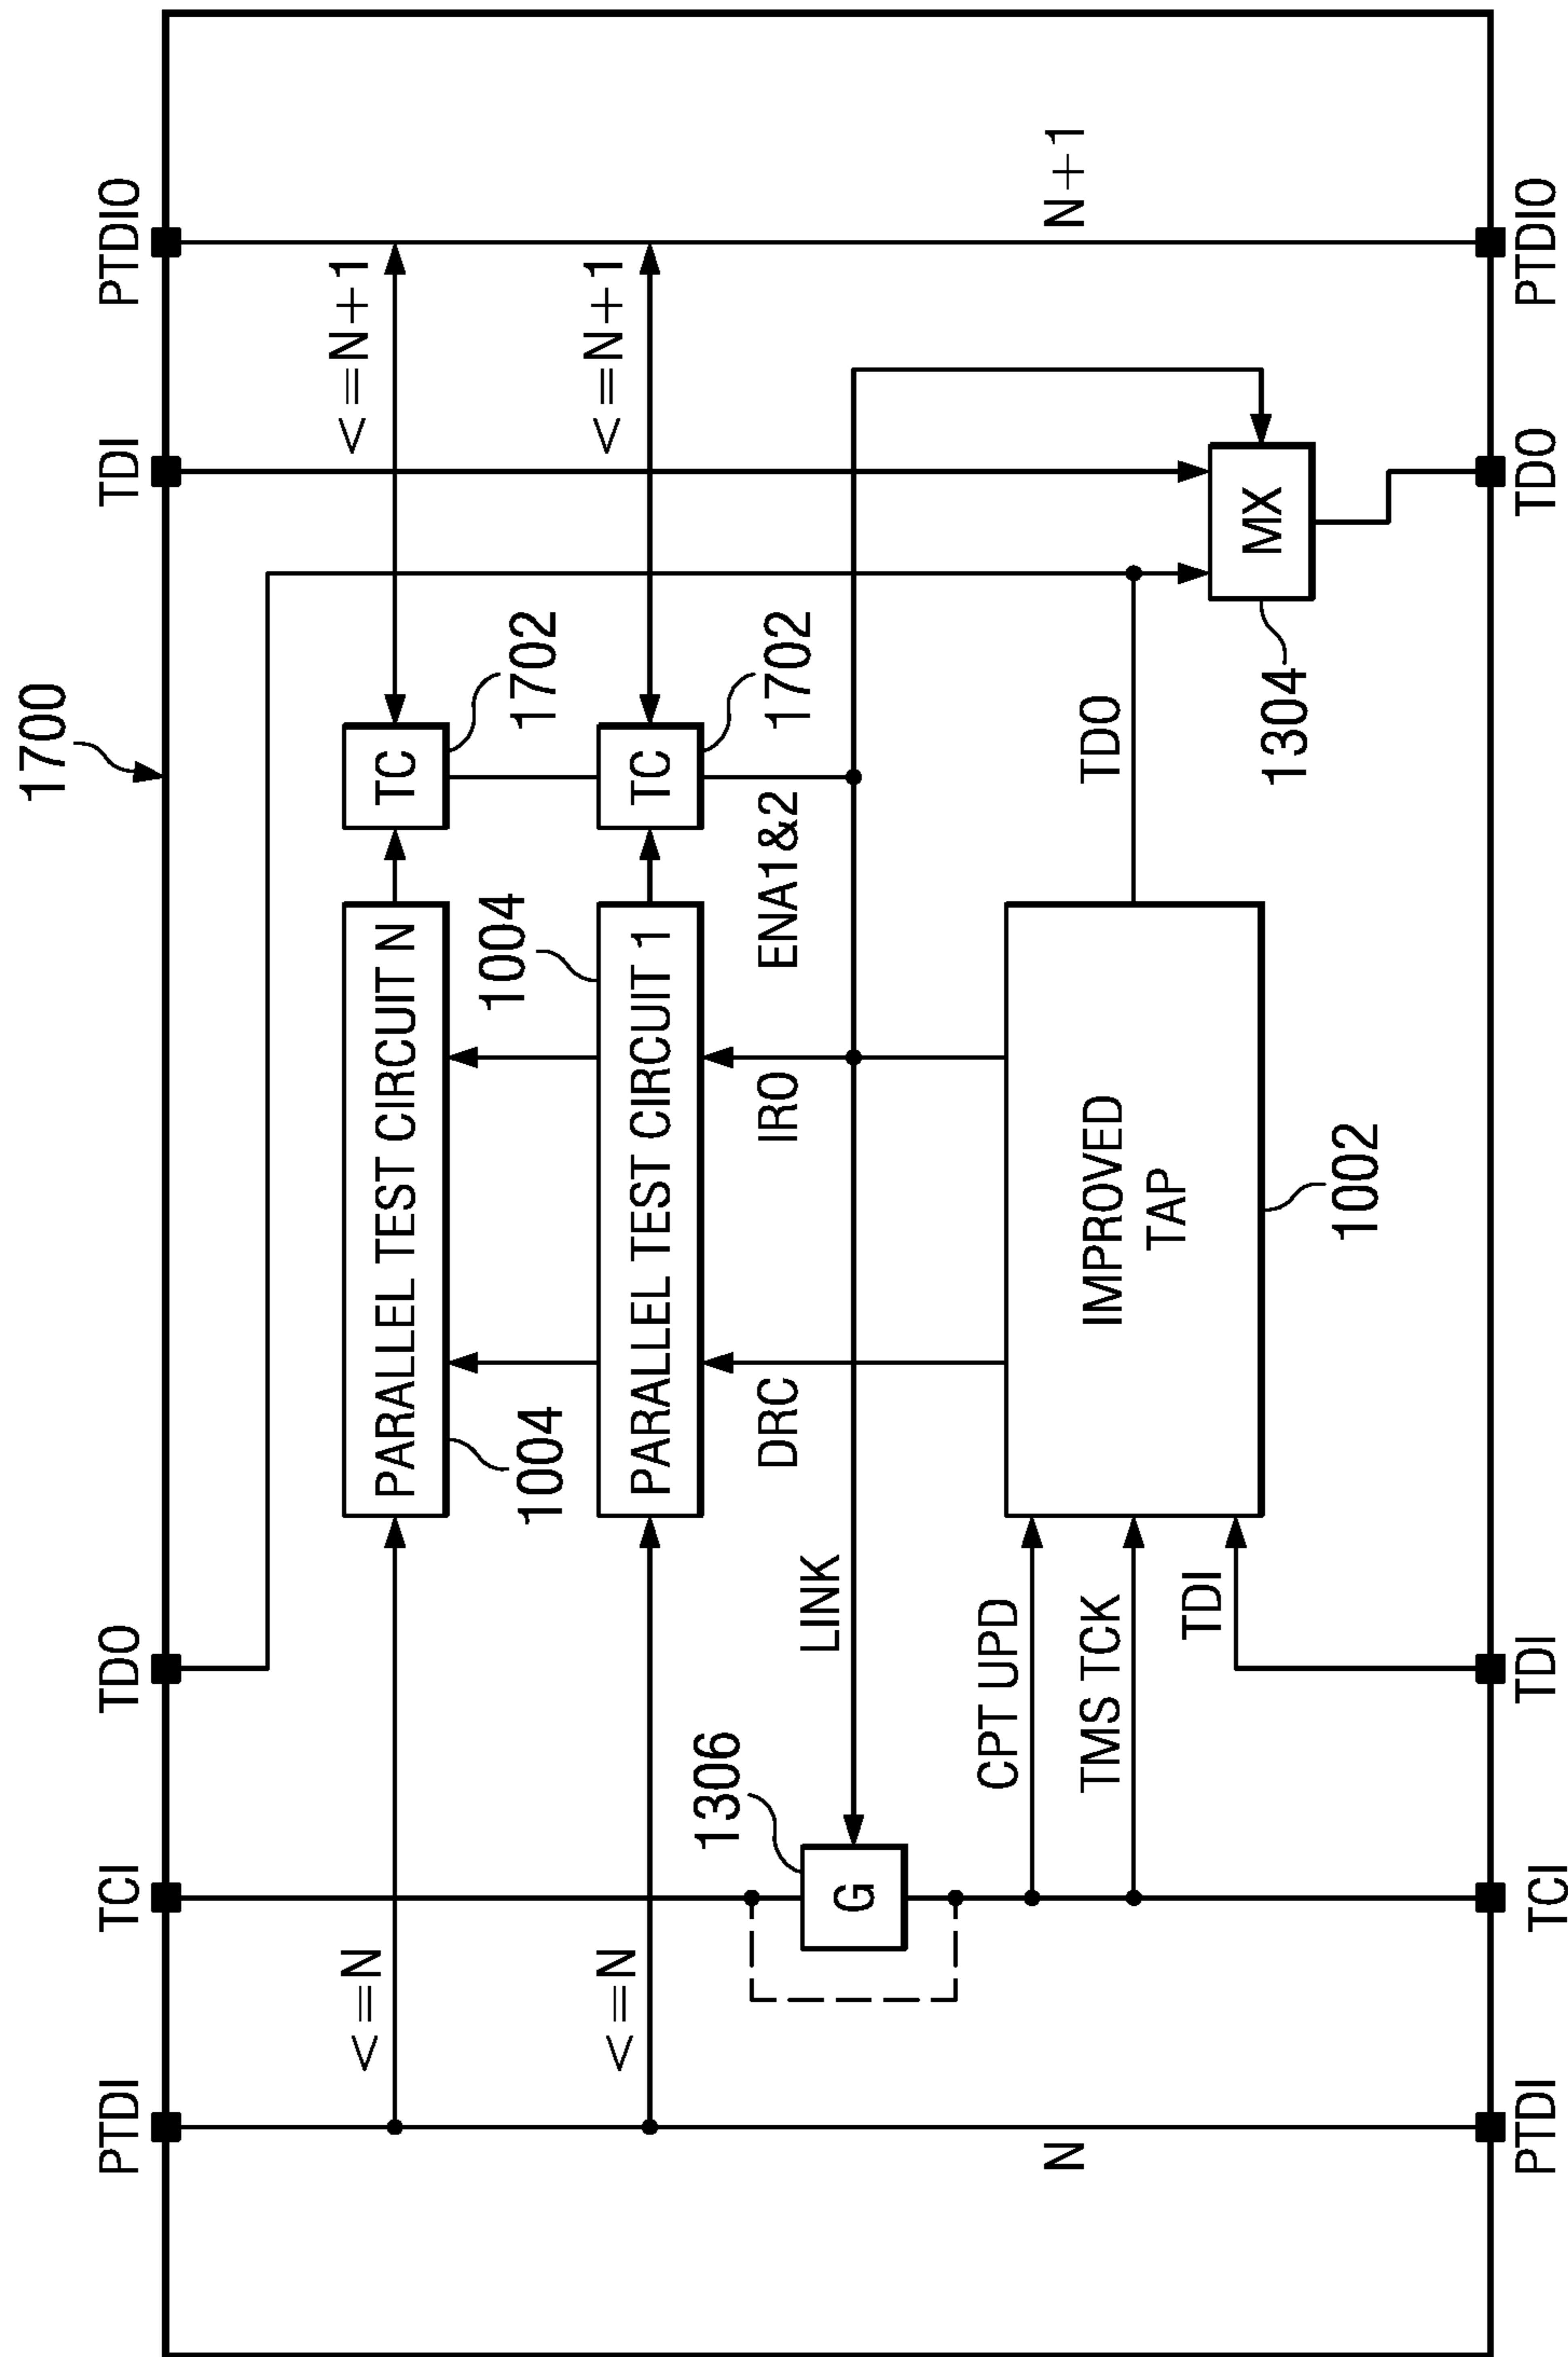 1700
PTDI
TCI
TDO
TDI
PTDIO
<=N
PARALLEL TEST CIRCUIT N
TC
<=N+1
1004
1004
1702
<=N
PARALLEL TEST CIRCUIT 1
TC
<=N+1
1702
1306
DRC
IRO
ENA1&2
LINK
G
CPT UPD
TMS TCK
TDI
IMPROVED
TAP
TDO
N
N+1
1002
1304
MX
PTDI
TCI
TDI
TDO
PTDIO